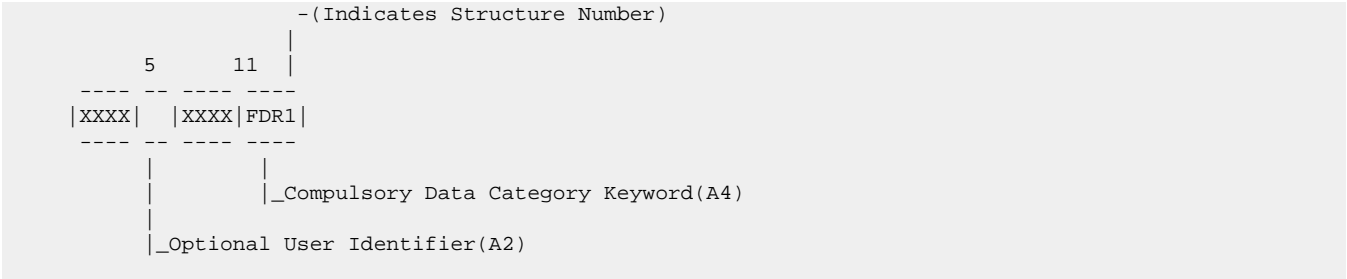 -(Indicates Structure Number)
|
5 11 |
---- -- ---- ----
|XXXX| |XXXX|FDR1|
---- -- ---- ----
| |
| |_Compulsory Data Category Keyword(A4)
|
|_Optional User Identifier(A2)